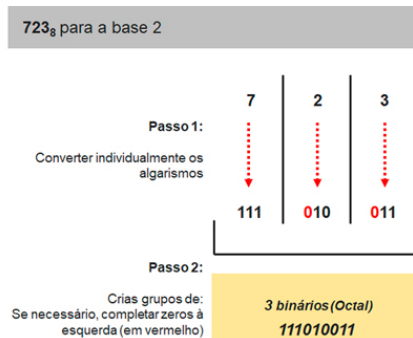 723₈ para a base 2
7 2 3
Passo 1:
Converter individualmente os
algarismos
111 010 011
Passo 2:
Crias grupos de:
Se necessário, completar zeros à
esquerda (em vermelho)
3 binários (Octal)
111010011